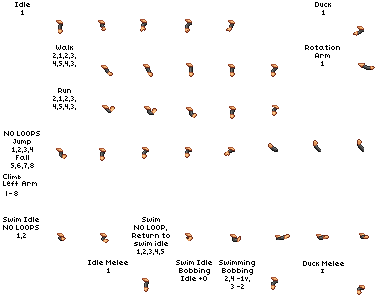 Idle
1
Duck
1
Walk
2,1,2,3,
4,5,4,3,
Rotation
Arm
1
Run
2,1,2,3,
4,5,4,3,
NO LOOPS
Jump
1,2,3,4
Fall
5,6,7,8
Climb
Left Arm
1-8
Swim Idle
NO LOOPS
1,2
Swim
NO LOOP,
Return to
swim idle
1,2,3,4,5
Idle Melee
1
Swim Idle
Bobbing
Idle +0
Swimming
Bobbing
2,4 -1v,
3 -2
Duck Melee
1